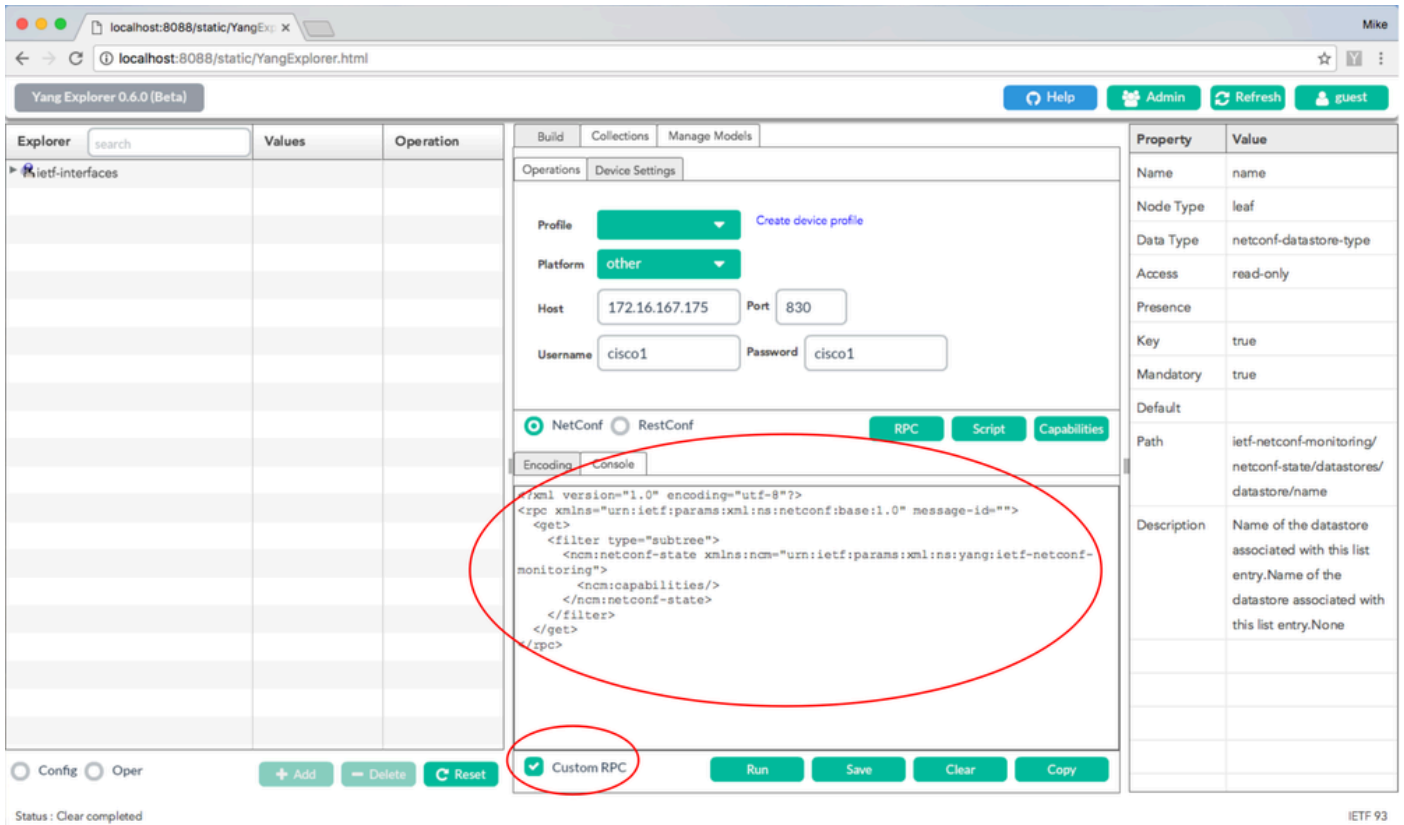 localhost:8088/static/YangExp
Mike
localhost:8088/static/YangExplorer.html
Yang Explorer 0.6.0 (Beta)
Help
Admin
Refresh
guest
Explorer
search
Values
Operation
ietf-interfaces
Config
Oper
Add
Delete
Reset
Build
Collections
Manage Models
Operations
Device Settings
Profile
Create device profile
Platform
other
Host
172.16.167.175
Port
830
Username
cisco1
Password
cisco1
NetConf
RestConf
RPC
Script
Capabilities
Encoding
Console
<?xml version="1.0" encoding="utf-8"?>
<rpc xmlns="urn:ietf:params:xml:ns:netconf:base:1.0" message-id="">
<get>
<filter type="subtree">
<ncm:netconf-state xmlns:ncm="urn:ietf:params:xml:ns:yang:ietf-netconf-
monitoring">
<ncm:capabilities/>
</ncm:netconf-state>
</filter>
</get>
</rpc>
Custom RPC
Run
Save
Clear
Copy
Property
Value
Name
name
Node Type
leaf
Data Type
netconf-datastore-type
Access
read-only
Presence
Key
true
Mandatory
true
Default
Path
ietf-netconf-monitoring/
netconf-state/datastores/
datastore/name
Description
Name of the datastore
associated with this list
entry.Name of the
datastore associated with
this list entry.None
Status : Clear completed
IETF 93